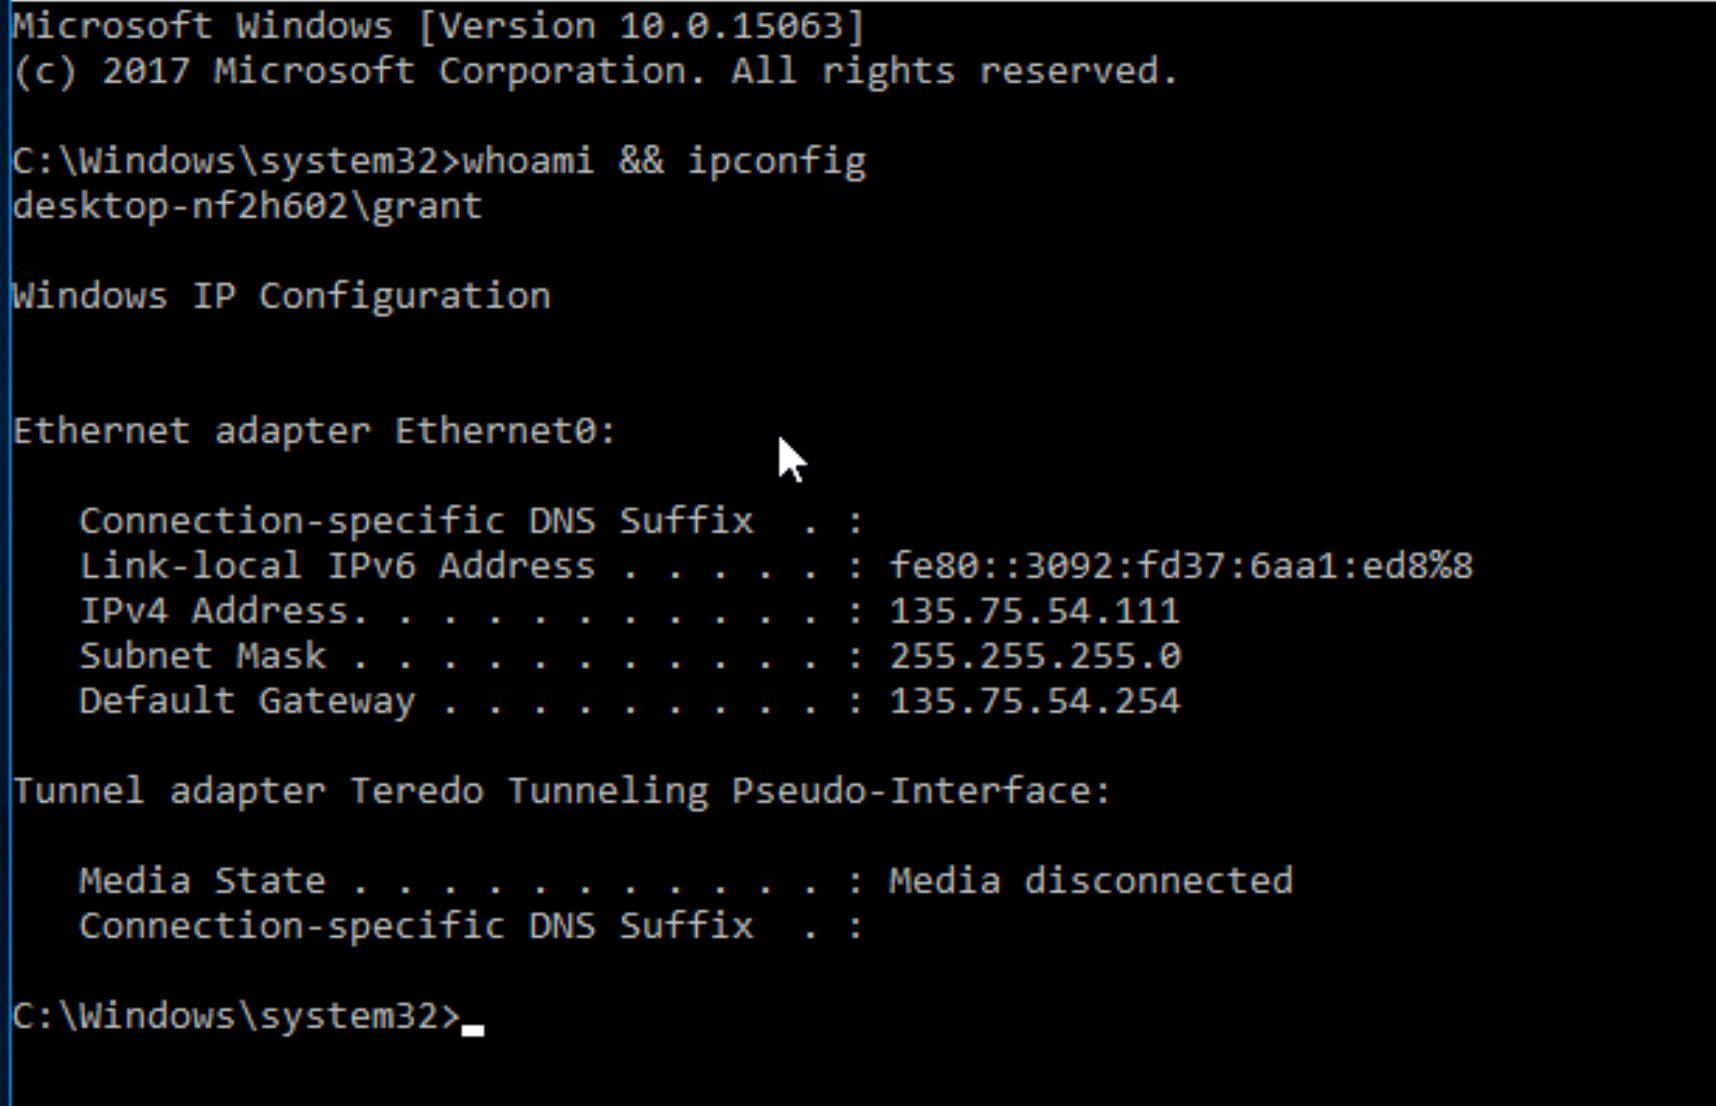 Microsoft Windows [Version 10.0.15063]
(c) 2017 Microsoft Corporation. All rights reserved.
C:\Windows\system32>whoami && ipconfig
desktop-nf2h602\grant
Windows IP Configuration
Ethernet adapter Ethernet0:
   Connection-specific DNS Suffix  . :
   Link-local IPv6 Address . . . . . : fe80::3092:fd37:6aa1:ed8%8
   IPv4 Address. . . . . . . . . . . : 135.75.54.111
   Subnet Mask . . . . . . . . . . . : 255.255.255.0
   Default Gateway . . . . . . . . . : 135.75.54.254
Tunnel adapter Teredo Tunneling Pseudo-Interface:
   Media State . . . . . . . . . . . : Media disconnected
   Connection-specific DNS Suffix  . :
C:\Windows\system32>